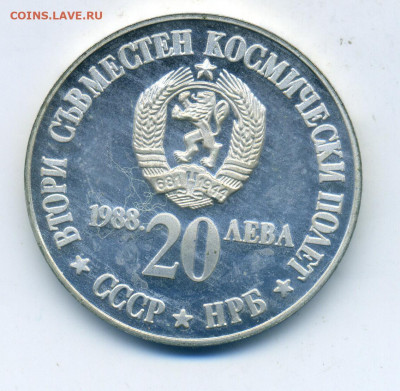 COINS.LAVE.RU
ВТОРИ СЪВМЕСТЕН КОСМИЧЕСКИ ПОЛЕТ
681 1944
1988. 20 ЛЕВА
СССР ★ НРБ